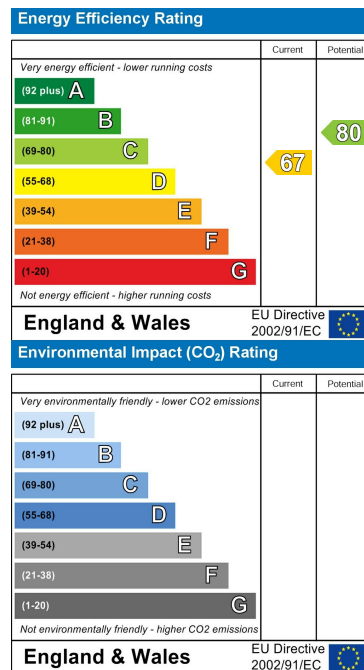 Energy Efficiency Rating
Current Potential
Very energy efficient - lower running costs
(92 plus) A
(81-91) B
(69-80) C
(55-68) D
(39-54) E
(21-38) F
(1-20) G
67
80
Not energy efficient - higher running costs
England & Wales
EU Directive
2002/91/EC
Environmental Impact (CO₂) Rating
Current Potential
Very environmentally friendly - lower CO2 emissions
(92 plus) A
(81-91) B
(69-80) C
(55-68) D
(39-54) E
(21-38) F
(1-20) G
Not environmentally friendly - higher CO2 emissions
England & Wales
EU Directive
2002/91/EC